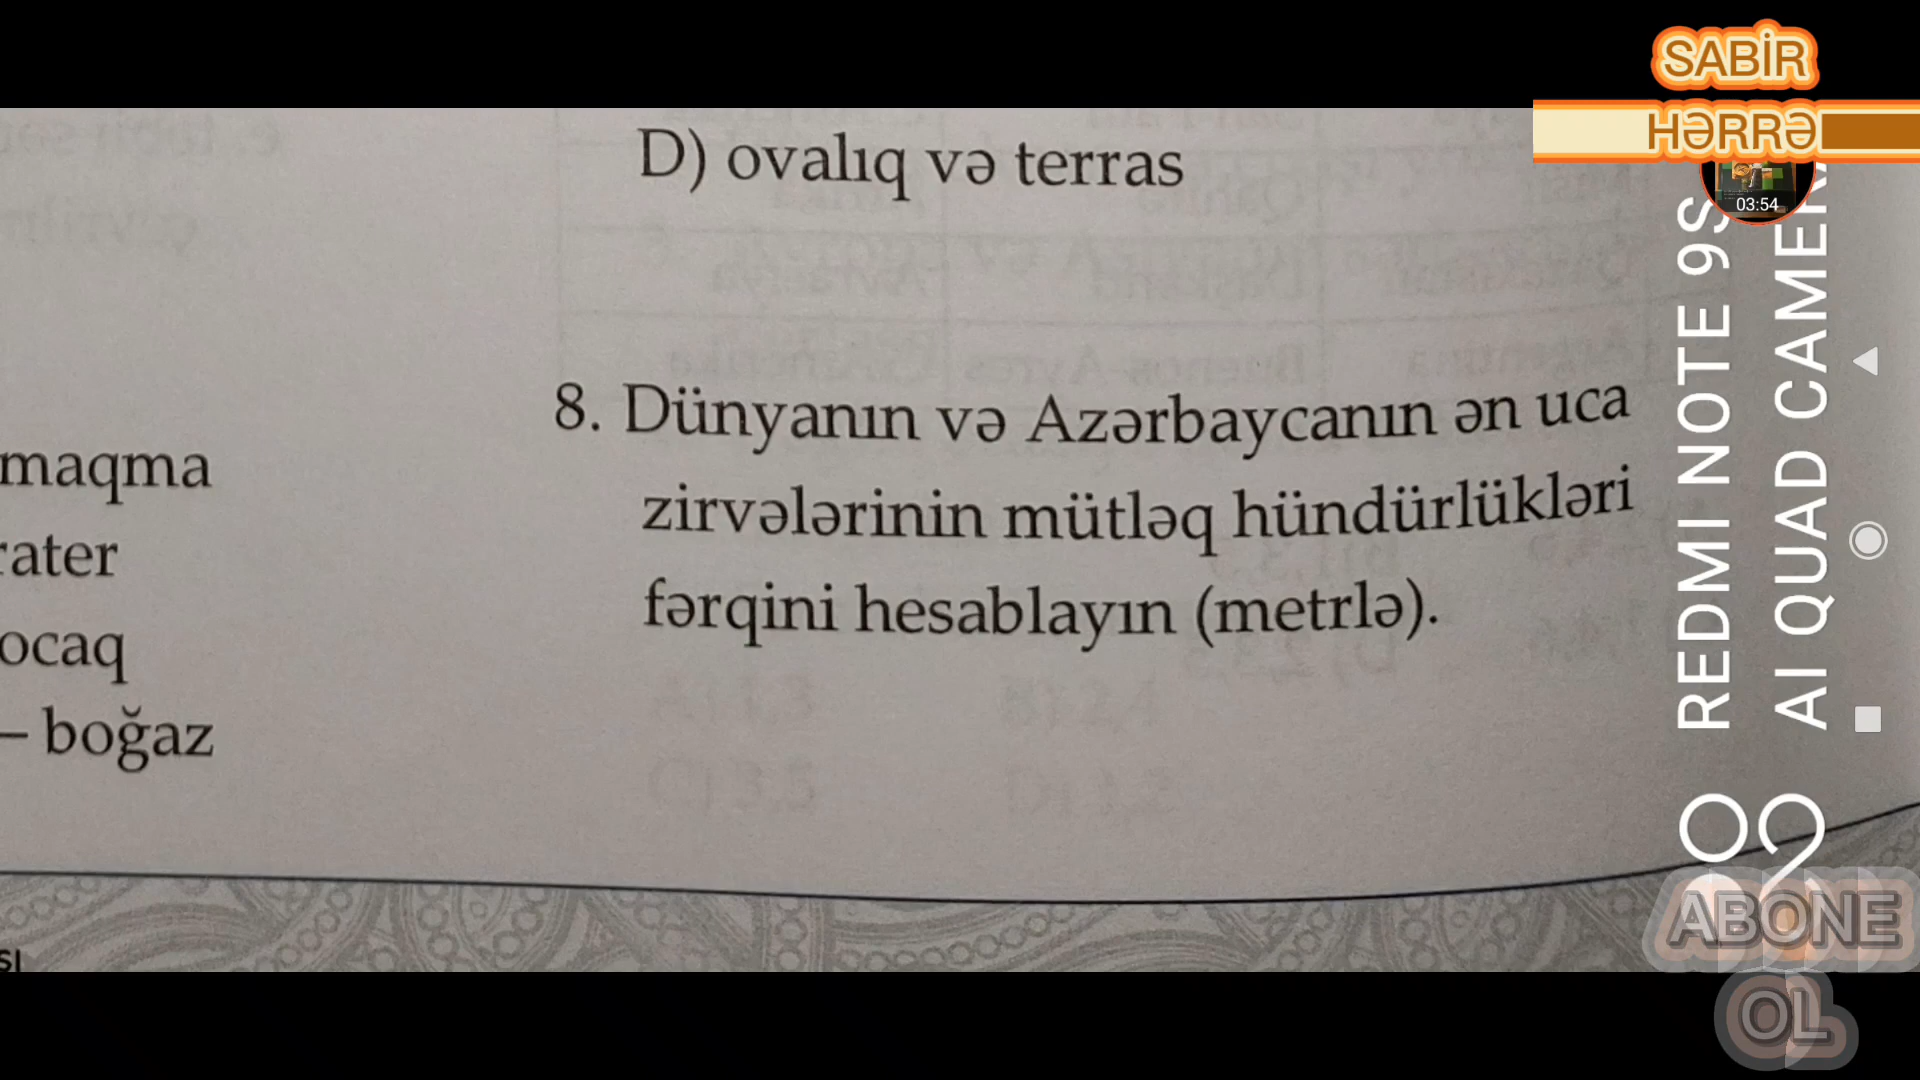 SABİR
HƏRRƏ
03:54
D) ovalıq və terras
8. Dünyanın və Azərbaycanın ən uca
zirvələrinin mütləq hündürlükləri
fərqini hesablayın (metrlə).
maqma
rater
ocaq
– boğaz
REDMI NOTE 9S
AI QUAD CAMERA
ABONE
OL